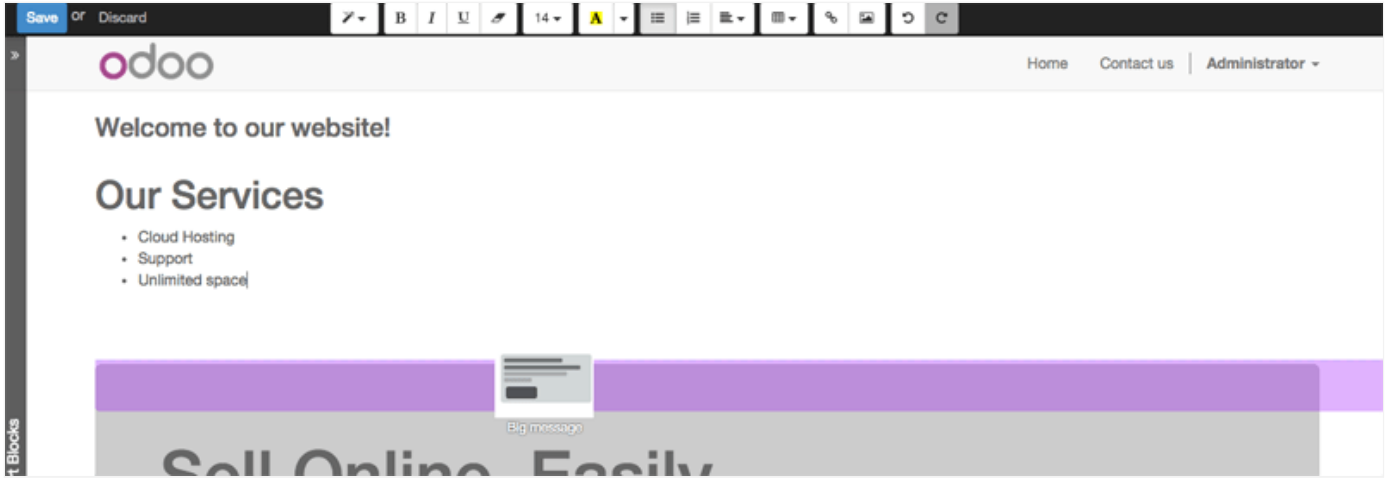 Save or Discard B I U 14 A
odoo Home Contact us Administrator
Welcome to our website!
Our Services
• Cloud Hosting
• Support
• Unlimited space
Big message
Sell Online. Easily.
t Blocks